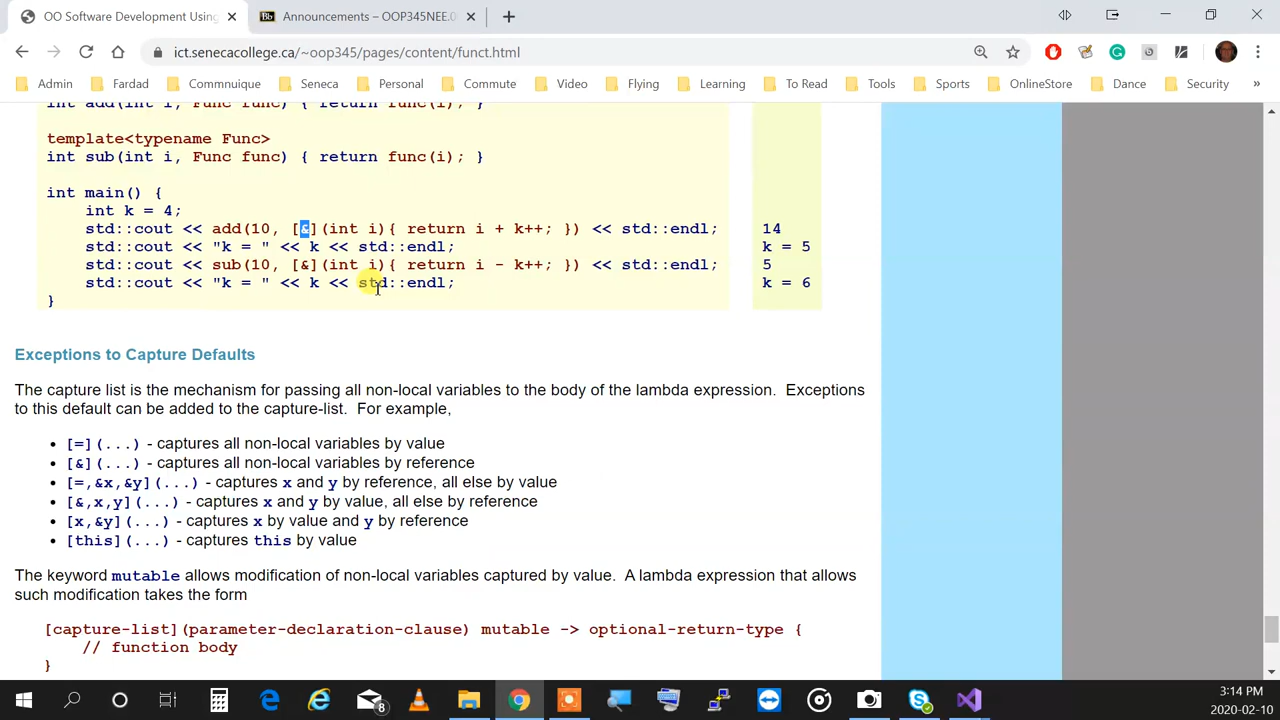 OO Software Development Using
Announcements – OOP345NEE.0
ict.senecacollege.ca/~oop345/pages/content/funct.html
Admin Fardad Commnuique Seneca Personal Commute Video Flying Learning To Read Tools Sports OnlineStore Dance Security »
int add(int i, Func func) { return func(i); }
template<typename Func>
int sub(int i, Func func) { return func(i); }
int main() {
int k = 4;
std::cout << add(10, [&](int i){ return i + k++; }) << std::endl; 14
std::cout << "k = " << k << std::endl; k = 5
std::cout << sub(10, [&](int i){ return i - k++; }) << std::endl; 5
std::cout << "k = " << k << std::endl; k = 6
}
Exceptions to Capture Defaults
The capture list is the mechanism for passing all non-local variables to the body of the lambda expression. Exceptions
to this default can be added to the capture-list. For example,
• [=](...) - captures all non-local variables by value
• [&](...) - captures all non-local variables by reference
• [=,&x,&y](...) - captures x and y by reference, all else by value
• [&,x,y](...) - captures x and y by value, all else by reference
• [x,&y](...) - captures x by value and y by reference
• [this](...) - captures this by value
The keyword mutable allows modification of non-local variables captured by value. A lambda expression that allows
such modification takes the form
[capture-list](parameter-declaration-clause) mutable -> optional-return-type {
// function body
}
8
3:14 PM
2020-02-10